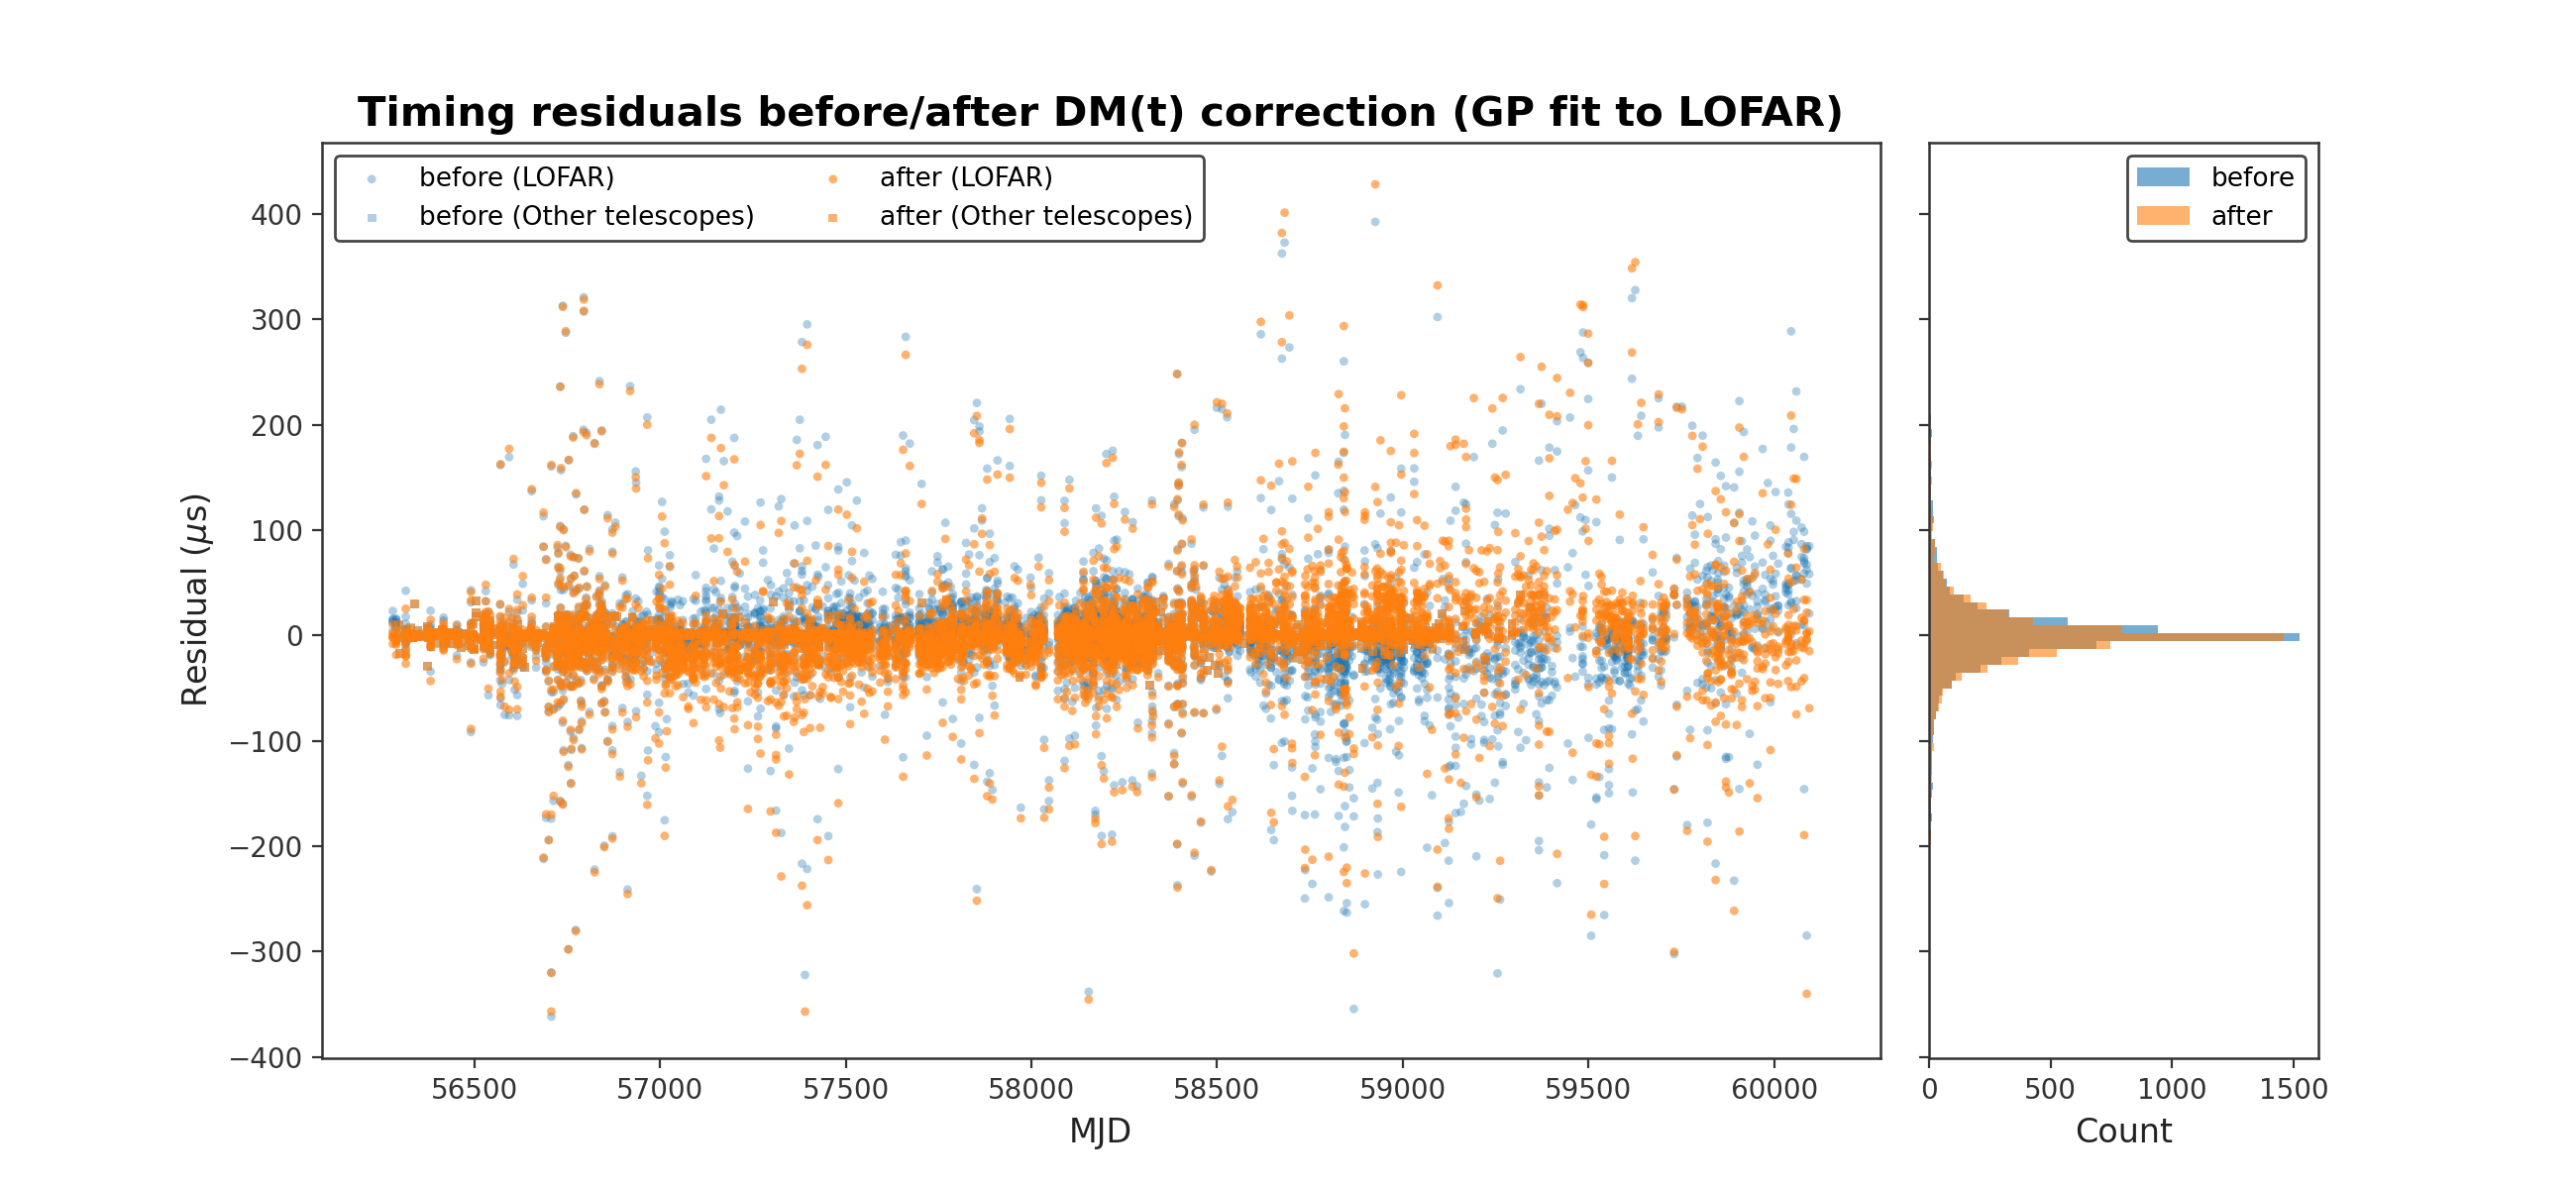 Timing residuals before/after DM(t) correction (GP fit to LOFAR)
before (LOFAR)
before (Other telescopes)
after (LOFAR)
after (Other telescopes)
before
after
Residual (μs)
400
300
200
100
0
−100
−200
−300
−400
56500 57000 57500 58000 58500 59000 59500 60000
MJD
0 500 1000 1500
Count